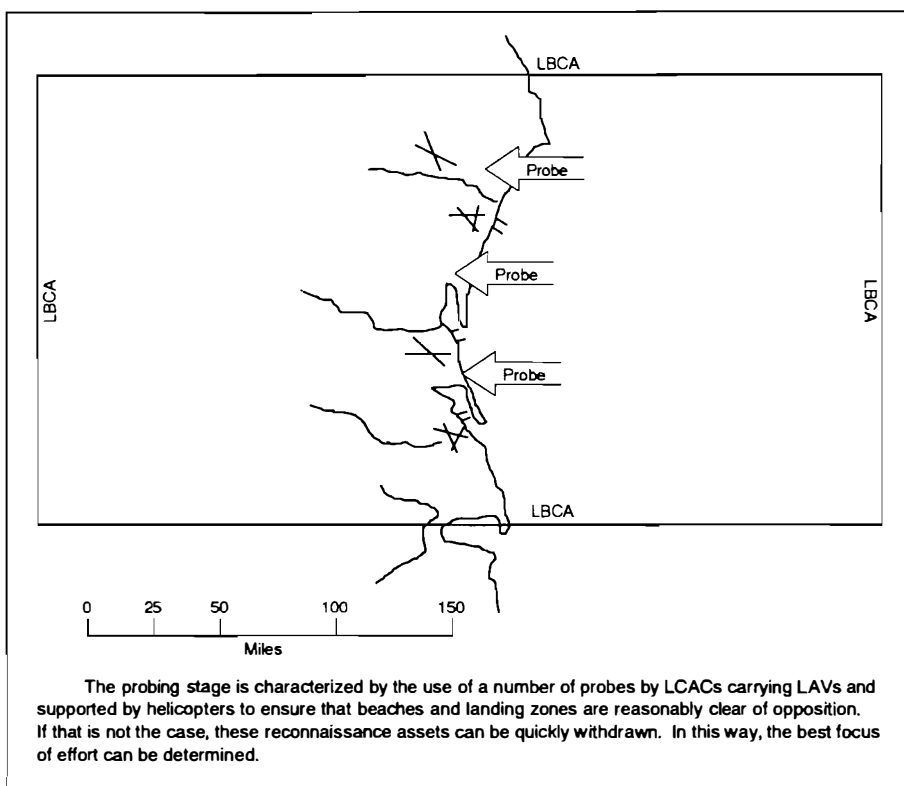 LBCA
Probe
Probe
LBCA
LBCA
Probe
LBCA
0 25 50 100 150
Miles
The probing stage is characterized by the use of a number of probes by LCACs carrying LAVs and
supported by helicopters to ensure that beaches and landing zones are reasonably clear of opposition.
If that is not the case, these reconnaissance assets can be quickly withdrawn. In this way, the best focus
of effort can be determined.